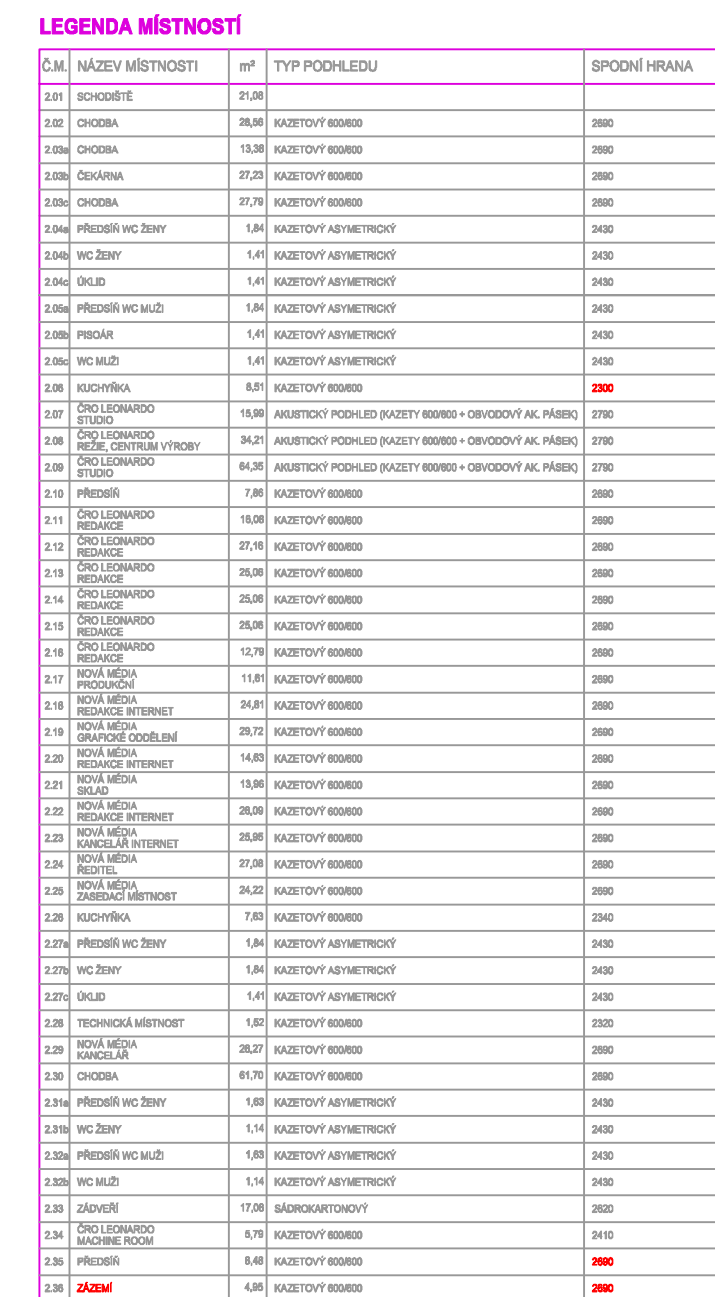 LEGENDA MÍSTNOSTÍ
Č.M. NÁZEV MÍSTNOSTI m² TYP PODHLEDU SPODNÍ HRANA
2.01 SCHODIŠTĚ 21,08
2.02 CHODBA 28,56 KAZETOVÝ 600/600 2690
2.03a CHODBA 13,38 KAZETOVÝ 600/600 2690
2.03b ČEKÁRNA 27,23 KAZETOVÝ 600/600 2690
2.03c CHODBA 27,79 KAZETOVÝ 600/600 2690
2.04a PŘEDSÍŇ WC ŽENY 1,84 KAZETOVÝ ASYMETRICKÝ 2430
2.04b WC ŽENY 1,41 KAZETOVÝ ASYMETRICKÝ 2430
2.04c ÚKLID 1,41 KAZETOVÝ ASYMETRICKÝ 2430
2.05a PŘEDSÍŇ WC MUŽI 1,84 KAZETOVÝ ASYMETRICKÝ 2430
2.05b PISOÁR 1,41 KAZETOVÝ ASYMETRICKÝ 2430
2.05c WC MUŽI 1,41 KAZETOVÝ ASYMETRICKÝ 2430
2.06 KUCHYŇKA 8,51 KAZETOVÝ 600/600 2300
2.07 ČRO LEONARDO
STUDIO 15,99 AKUSTICKÝ PODHLED (KAZETY 600/600 + OBVODOVÝ AK. PÁSEK) 2790
2.08 ČRO LEONARDO
REŽIE, CENTRUM VÝROBY 34,21 AKUSTICKÝ PODHLED (KAZETY 600/600 + OBVODOVÝ AK. PÁSEK) 2790
2.09 ČRO LEONARDO
STUDIO 64,35 AKUSTICKÝ PODHLED (KAZETY 600/600 + OBVODOVÝ AK. PÁSEK) 2790
2.10 PŘEDSÍŇ 7,86 KAZETOVÝ 600/600 2690
2.11 ČRO LEONARDO
REDAKCE 16,08 KAZETOVÝ 600/600 2690
2.12 ČRO LEONARDO
REDAKCE 27,16 KAZETOVÝ 600/600 2690
2.13 ČRO LEONARDO
REDAKCE 25,06 KAZETOVÝ 600/600 2690
2.14 ČRO LEONARDO
REDAKCE 25,06 KAZETOVÝ 600/600 2690
2.15 ČRO LEONARDO
REDAKCE 25,06 KAZETOVÝ 600/600 2690
2.16 ČRO LEONARDO
REDAKCE 12,79 KAZETOVÝ 600/600 2690
2.17 NOVÁ MÉDIA
PRODUKČNÍ 11,61 KAZETOVÝ 600/600 2690
2.18 NOVÁ MÉDIA
REDAKCE INTERNET 24,81 KAZETOVÝ 600/600 2690
2.19 NOVÁ MÉDIA
GRAFICKÉ ODDĚLENÍ 29,72 KAZETOVÝ 600/600 2690
2.20 NOVÁ MÉDIA
REDAKCE INTERNET 14,63 KAZETOVÝ 600/600 2690
2.21 NOVÁ MÉDIA
SKLAD 13,96 KAZETOVÝ 600/600 2690
2.22 NOVÁ MÉDIA
REDAKCE INTERNET 26,09 KAZETOVÝ 600/600 2690
2.23 NOVÁ MÉDIA
KANCELÁŘ INTERNET 25,95 KAZETOVÝ 600/600 2690
2.24 NOVÁ MÉDIA
ŘEDITEL 27,08 KAZETOVÝ 600/600 2690
2.25 NOVÁ MÉDIA
ZASEDACÍ MÍSTNOST 24,22 KAZETOVÝ 600/600 2690
2.26 KUCHYŇKA 7,63 KAZETOVÝ 600/600 2340
2.27a PŘEDSÍŇ WC ŽENY 1,84 KAZETOVÝ ASYMETRICKÝ 2430
2.27b WC ŽENY 1,84 KAZETOVÝ ASYMETRICKÝ 2430
2.27c ÚKLID 1,41 KAZETOVÝ ASYMETRICKÝ 2430
2.28 TECHNICKÁ MÍSTNOST 1,52 KAZETOVÝ 600/600 2320
2.29 NOVÁ MÉDIA
KANCELÁŘ 28,27 KAZETOVÝ 600/600 2690
2.30 CHODBA 61,70 KAZETOVÝ 600/600 2690
2.31a PŘEDSÍŇ WC ŽENY 1,63 KAZETOVÝ ASYMETRICKÝ 2430
2.31b WC ŽENY 1,14 KAZETOVÝ ASYMETRICKÝ 2430
2.32a PŘEDSÍŇ WC MUŽI 1,63 KAZETOVÝ ASYMETRICKÝ 2430
2.32b WC MUŽI 1,14 KAZETOVÝ ASYMETRICKÝ 2430
2.33 ZÁDVEŘÍ 17,08 SÁDROKARTONOVÝ 2620
2.34 ČRO LEONARDO
MACHINE ROOM 5,79 KAZETOVÝ 600/600 2410
2.35 PŘEDSÍŇ 8,48 KAZETOVÝ 600/600 2690
2.36 ZÁZEMÍ 4,95 KAZETOVÝ 600/600 2690